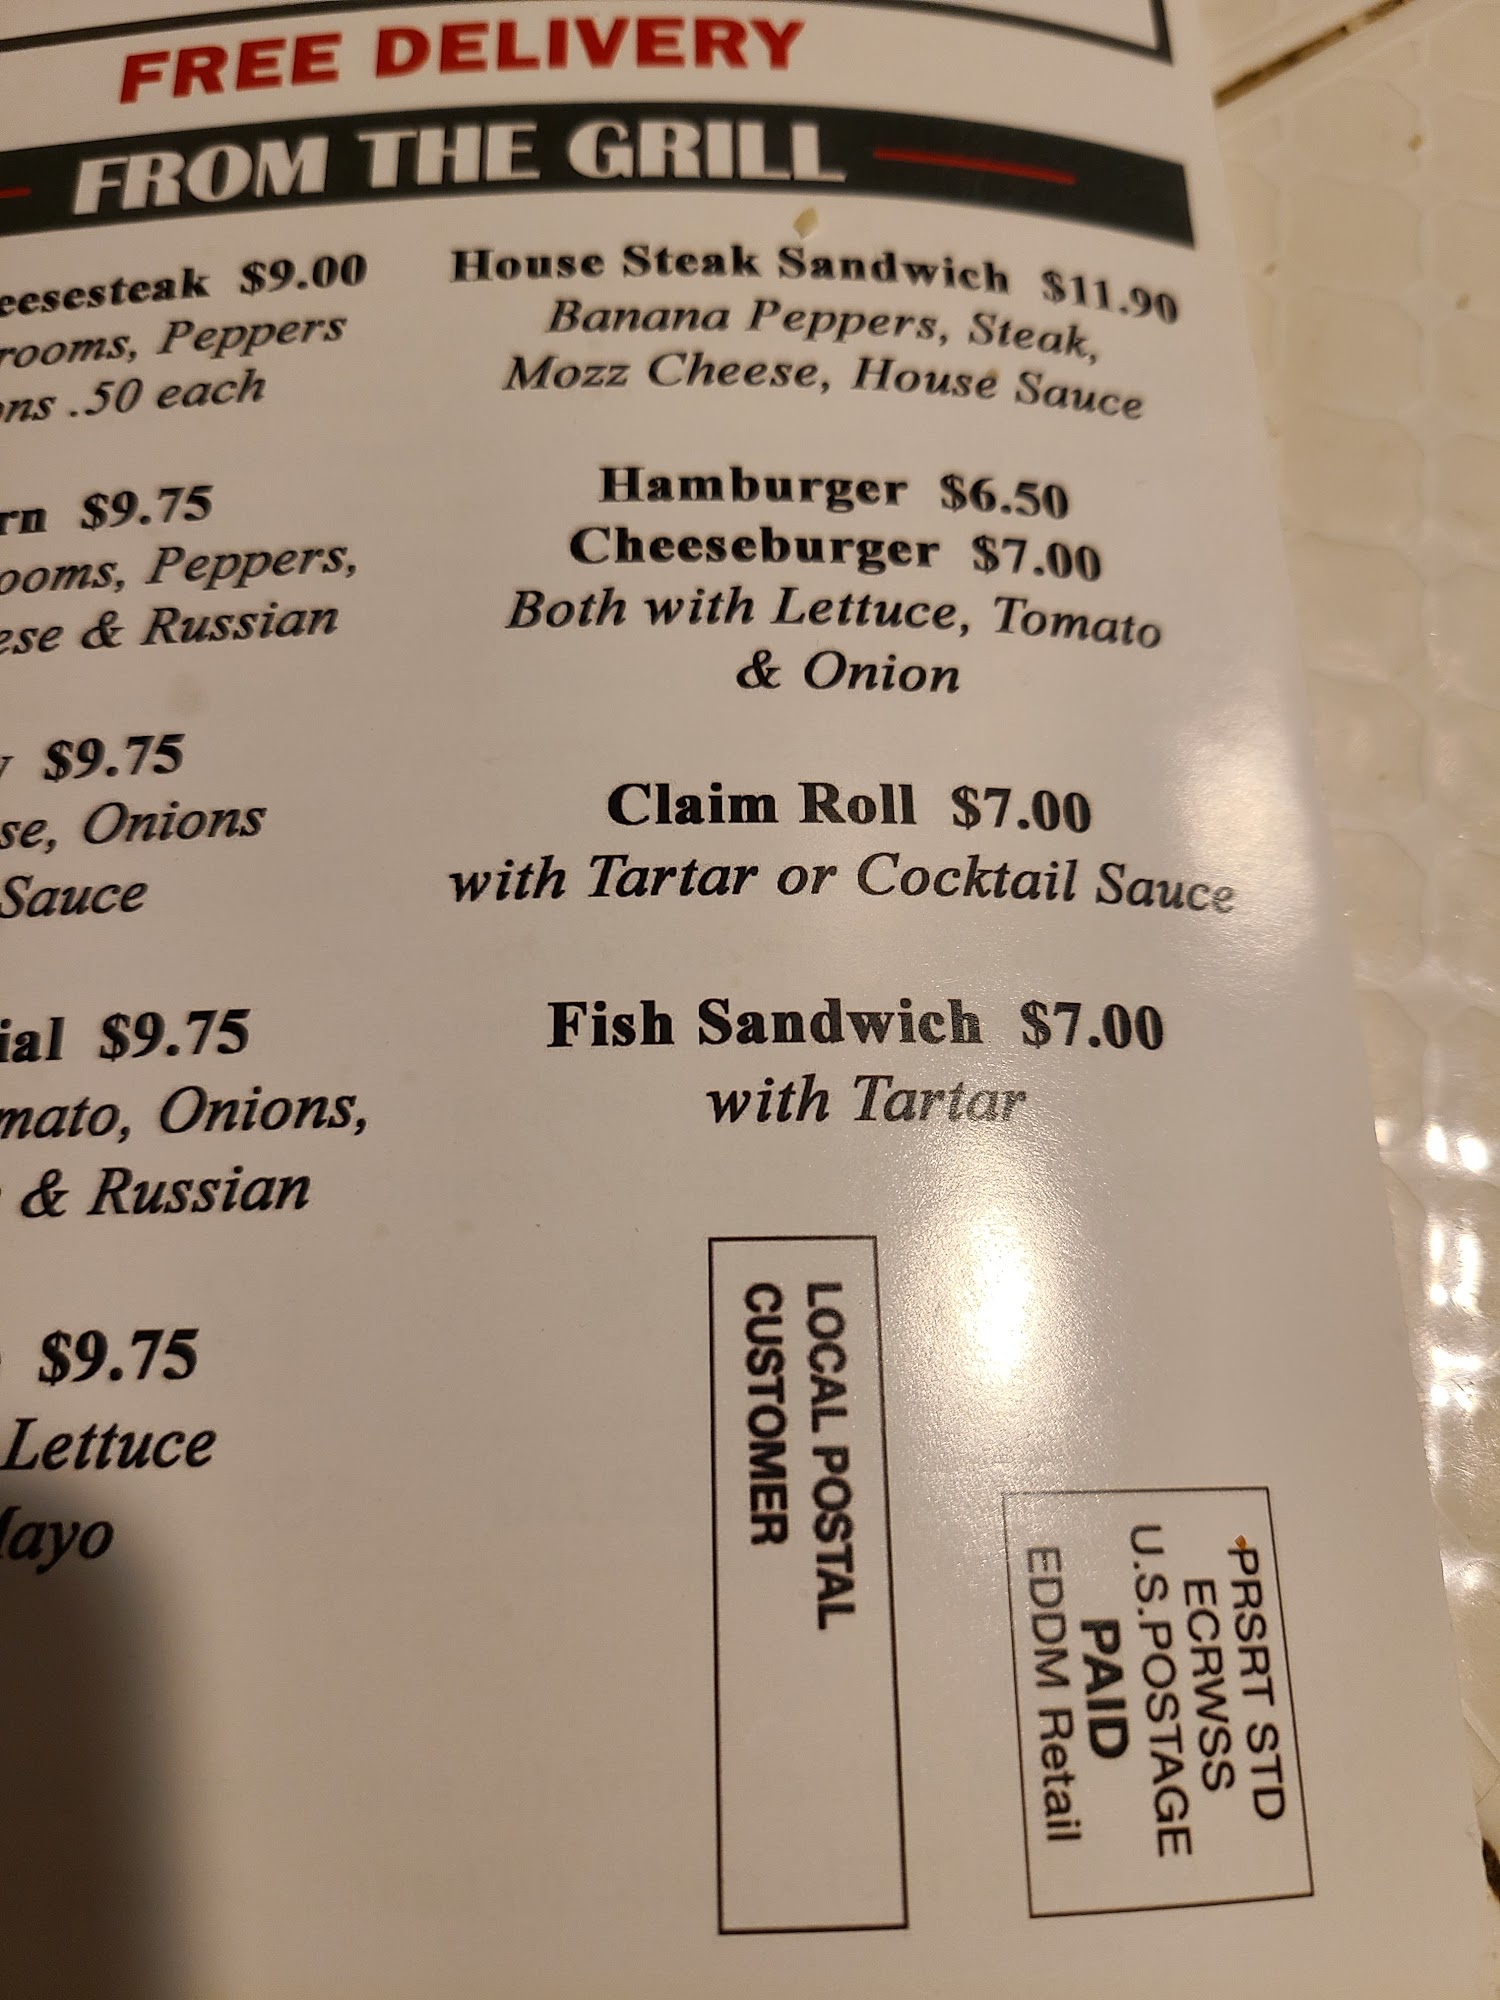 FREE DELIVERY
FROM THE GRILL
eesesteak $9.00
rooms, Peppers
ons .50 each
rn $9.75
ooms, Peppers,
ese & Russian
y $9.75
se, Onions
Sauce
ial $9.75
mato, Onions,
& Russian
$9.75
Lettuce
Mayo
House Steak Sandwich $11.90
Banana Peppers, Steak,
Mozz Cheese, House Sauce
Hamburger $6.50
Cheeseburger $7.00
Both with Lettuce, Tomato
& Onion
Claim Roll $7.00
with Tartar or Cocktail Sauce
Fish Sandwich $7.00
with Tartar
LOCAL POSTAL
CUSTOMER
PRSRT STD
ECRWSS
U.S.POSTAGE
PAID
EDDM Retail